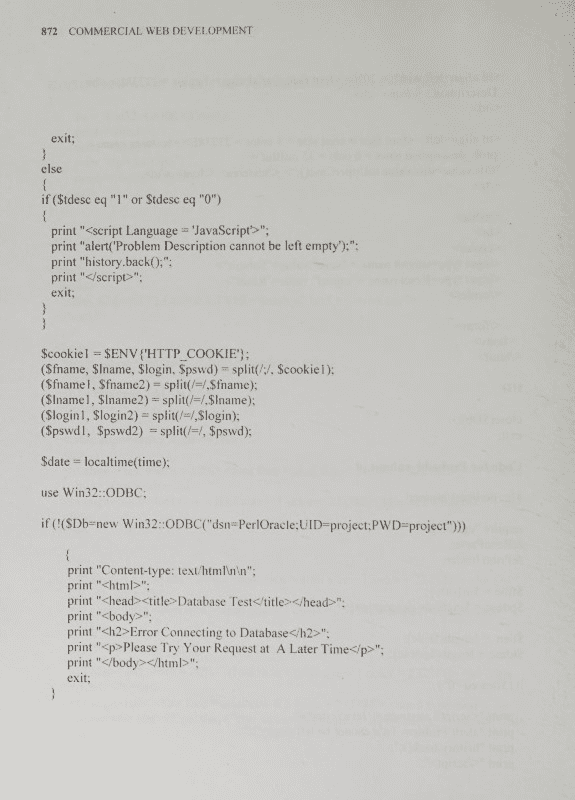 872 COMMERCIAL WEB DEVELOPMENT
exit;
}
else
{
if ($tdesc eq "1" or $tdesc eq "0")
{
print "<script Language = 'JavaScript'>";
print "alert('Problem Description cannot be left empty');";
print "history.back();";
print "</script>";
exit;
}
}
$cookie1 = $ENV{'HTTP_COOKIE'};
($fname, $lname, $login, $pswd) = split(/;/, $cookie1);
($fname1, $fname2) = split(/=/,$fname);
($lname1, $lname2) = split(/=/,$lname);
($login1, $login2) = split(/=/,$login);
($pswd1, $pswd2) = split(/=/, $pswd);
$date = localtime(time);
use Win32::ODBC;
if (!($Db=new Win32::ODBC("dsn=PerlOracle;UID=project;PWD=project")))
{
print "Content-type: text/html\n\n";
print "<html>";
print "<head><title>Database Test</title></head>";
print "<body>";
print "<h2>Error Connecting to Database</h2>";
print "<p>Please Try Your Request at A Later Time</p>";
print "</body></html>";
exit;
}